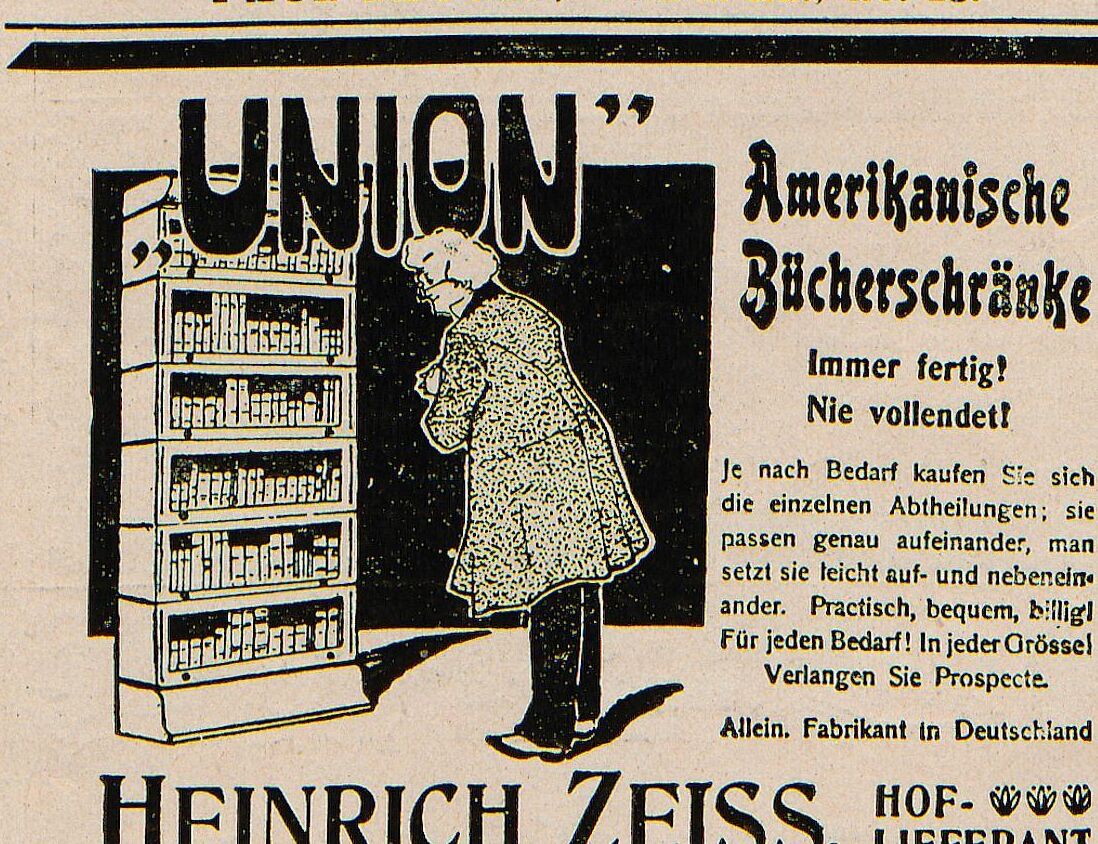 „UNION”
Amerikanische
Bücherschränke
Immer fertig!
Nie vollendet!
Je nach Bedarf kaufen Sie sich
die einzelnen Abtheilungen; sie
passen genau aufeinander, man
setzt sie leicht auf- und nebenein-
ander. Practisch, bequem, billig!
Für jeden Bedarf! In jeder Grösse!
Verlangen Sie Prospecte.
Allein. Fabrikant in Deutschland
HEINRICH ZEISS,
HOF-
LIEFERANT